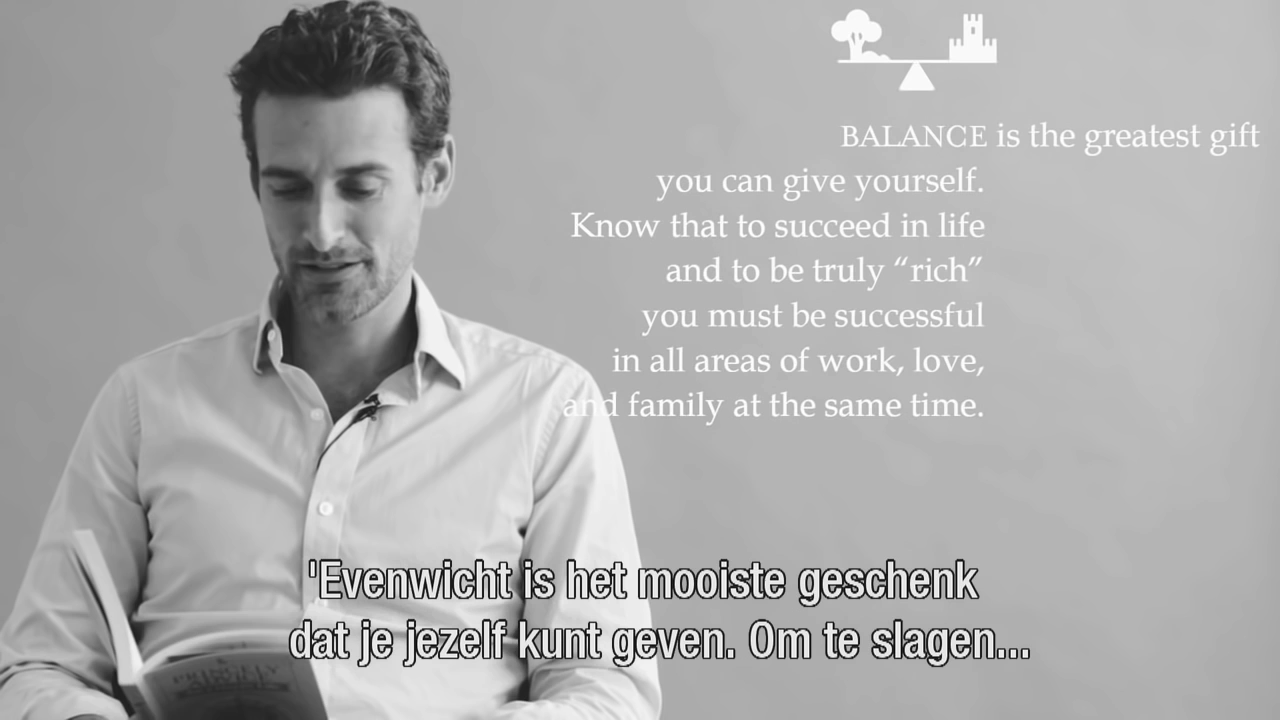 BALANCE is the greatest gift
you can give yourself.
Know that to succeed in life
and to be truly “rich”
you must be successful
in all areas of work, love,
and family at the same time.
'Evenwicht is het mooiste geschenk
dat je jezelf kunt geven. Om te slagen...
PRINCELY